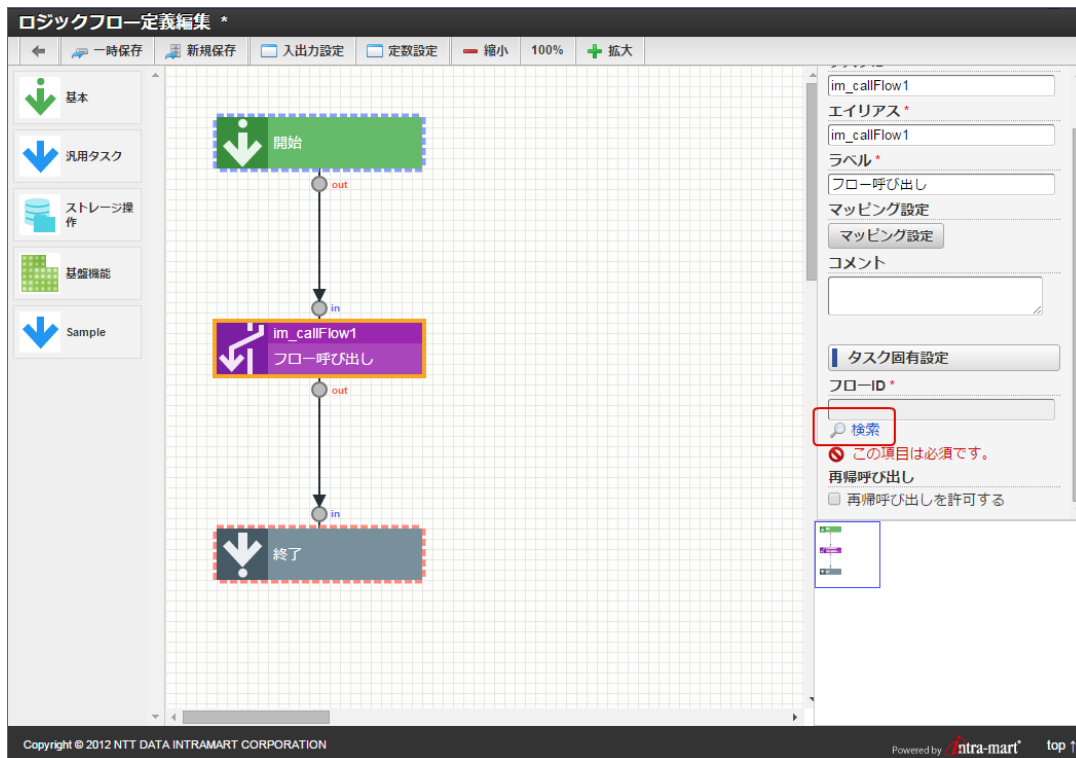 ロジックフロー定義編集 *
一時保存
新規保存
入出力設定
定数設定
縮小
100%
拡大
基本
汎用タスク
ストレージ操
作
基盤機能
Sample
開始
out
in
im_callFlow1
フロー呼び出し
out
in
終了
im_callFlow1
エイリアス *
im_callFlow1
ラベル *
フロー呼び出し
マッピング設定
マッピング設定
コメント
タスク固有設定
フローID *
検索
この項目は必須です。
再帰呼び出し
再帰呼び出しを許可する
Copyright © 2012 NTT DATA INTRAMART CORPORATION
Powered by intra-mart
top ↑